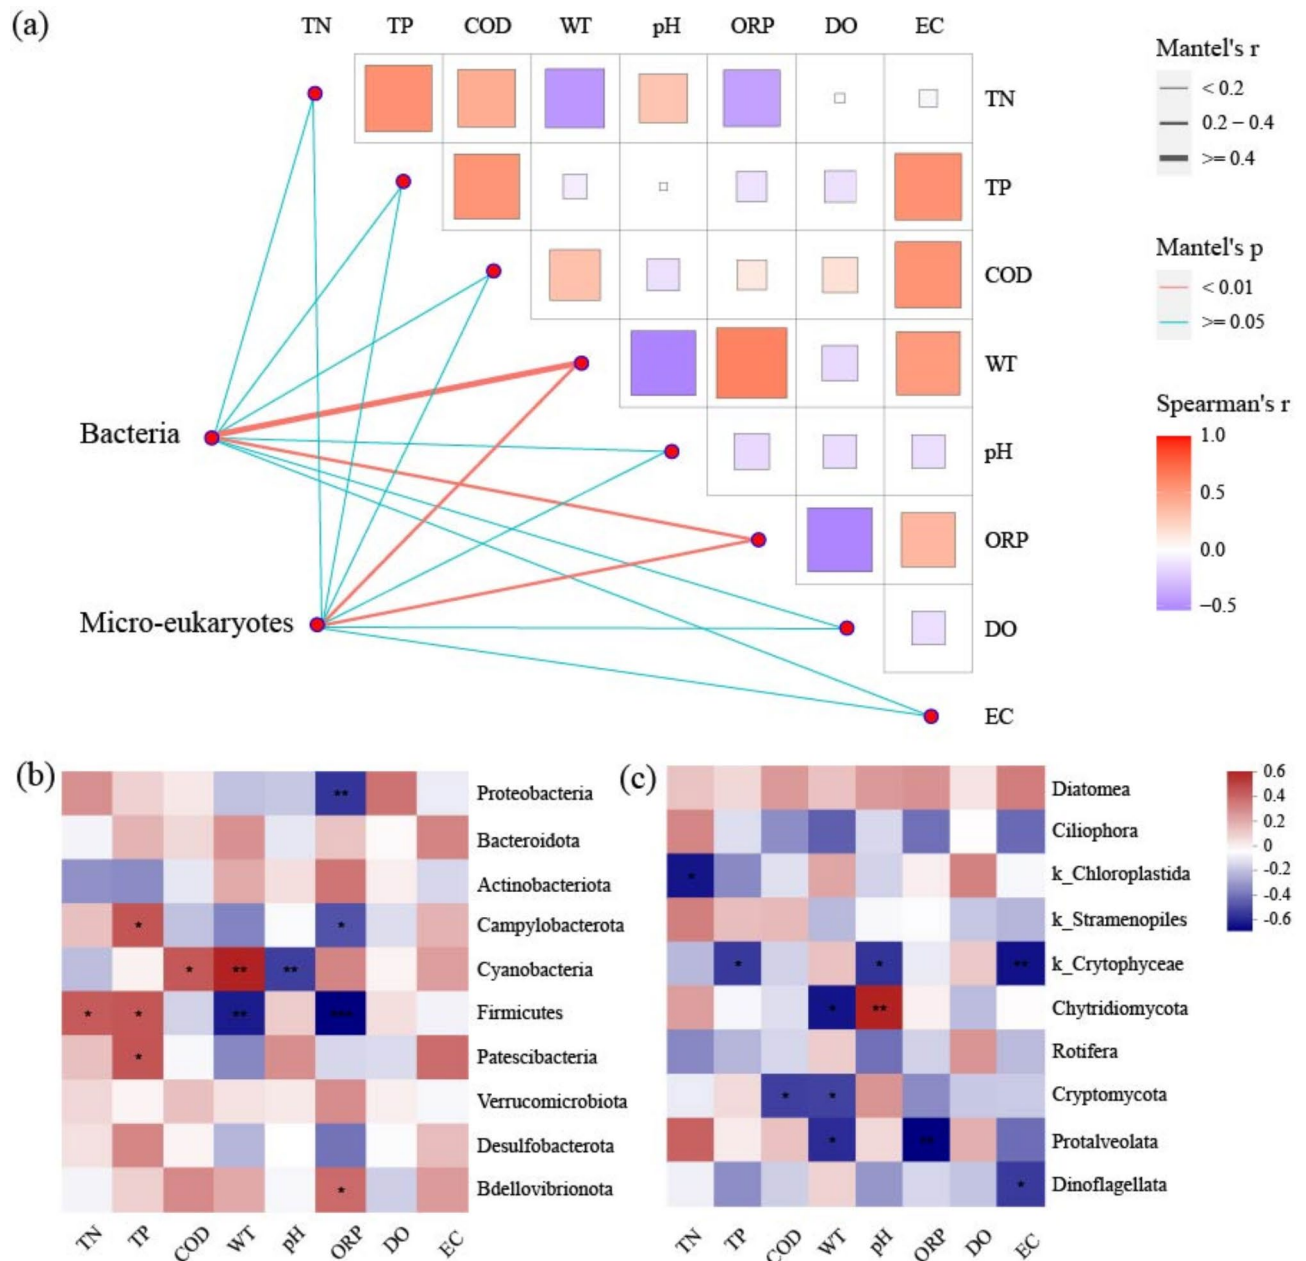 (a)
TN TP COD WT pH ORP DO EC
TN
TP
COD
WT
pH
ORP
DO
EC
Bacteria
Micro-eukaryotes
Mantel's r
< 0.2
0.2 – 0.4
>= 0.4
Mantel's p
< 0.01
>= 0.05
Spearman's r
1.0
0.5
0.0
−0.5
(b)
** Proteobacteria
Bacteroidota
Actinobacteriota
* * Campylobacterota
* ** ** Cyanobacteria
* * ** *** Firmicutes
* Patescibacteria
Verrucomicrobiota
Desulfobacterota
* Bdellovibrionota
TN TP COD WT pH ORP DO EC
(c)
Diatomea
Ciliophora
* k_Chloroplastida
k_Stramenopiles
* * ** k_Crytophyceae
* ** Chytridiomycota
Rotifera
* * Cryptomycota
* ** Protalveolata
* Dinoflagellata
TN TP COD WT pH ORP DO EC
0.6
0.4
0.2
0
-0.2
-0.4
-0.6